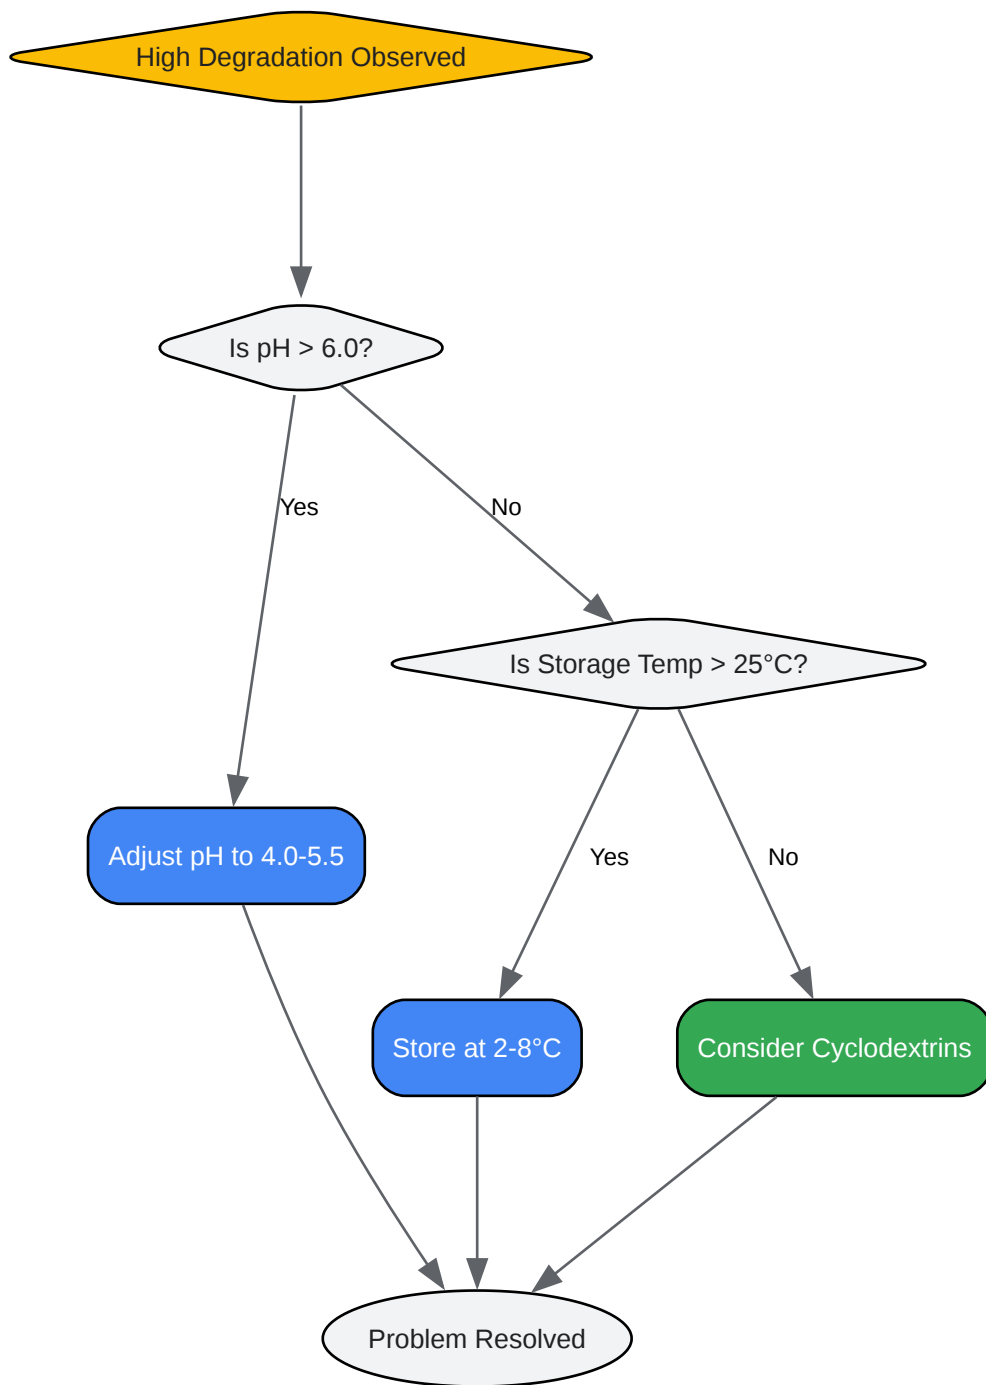 High Degradation Observed
Is pH > 6.0?
Yes
No
Is Storage Temp > 25°C?
Adjust pH to 4.0-5.5
Yes
No
Store at 2-8°C
Consider Cyclodextrins
Problem Resolved